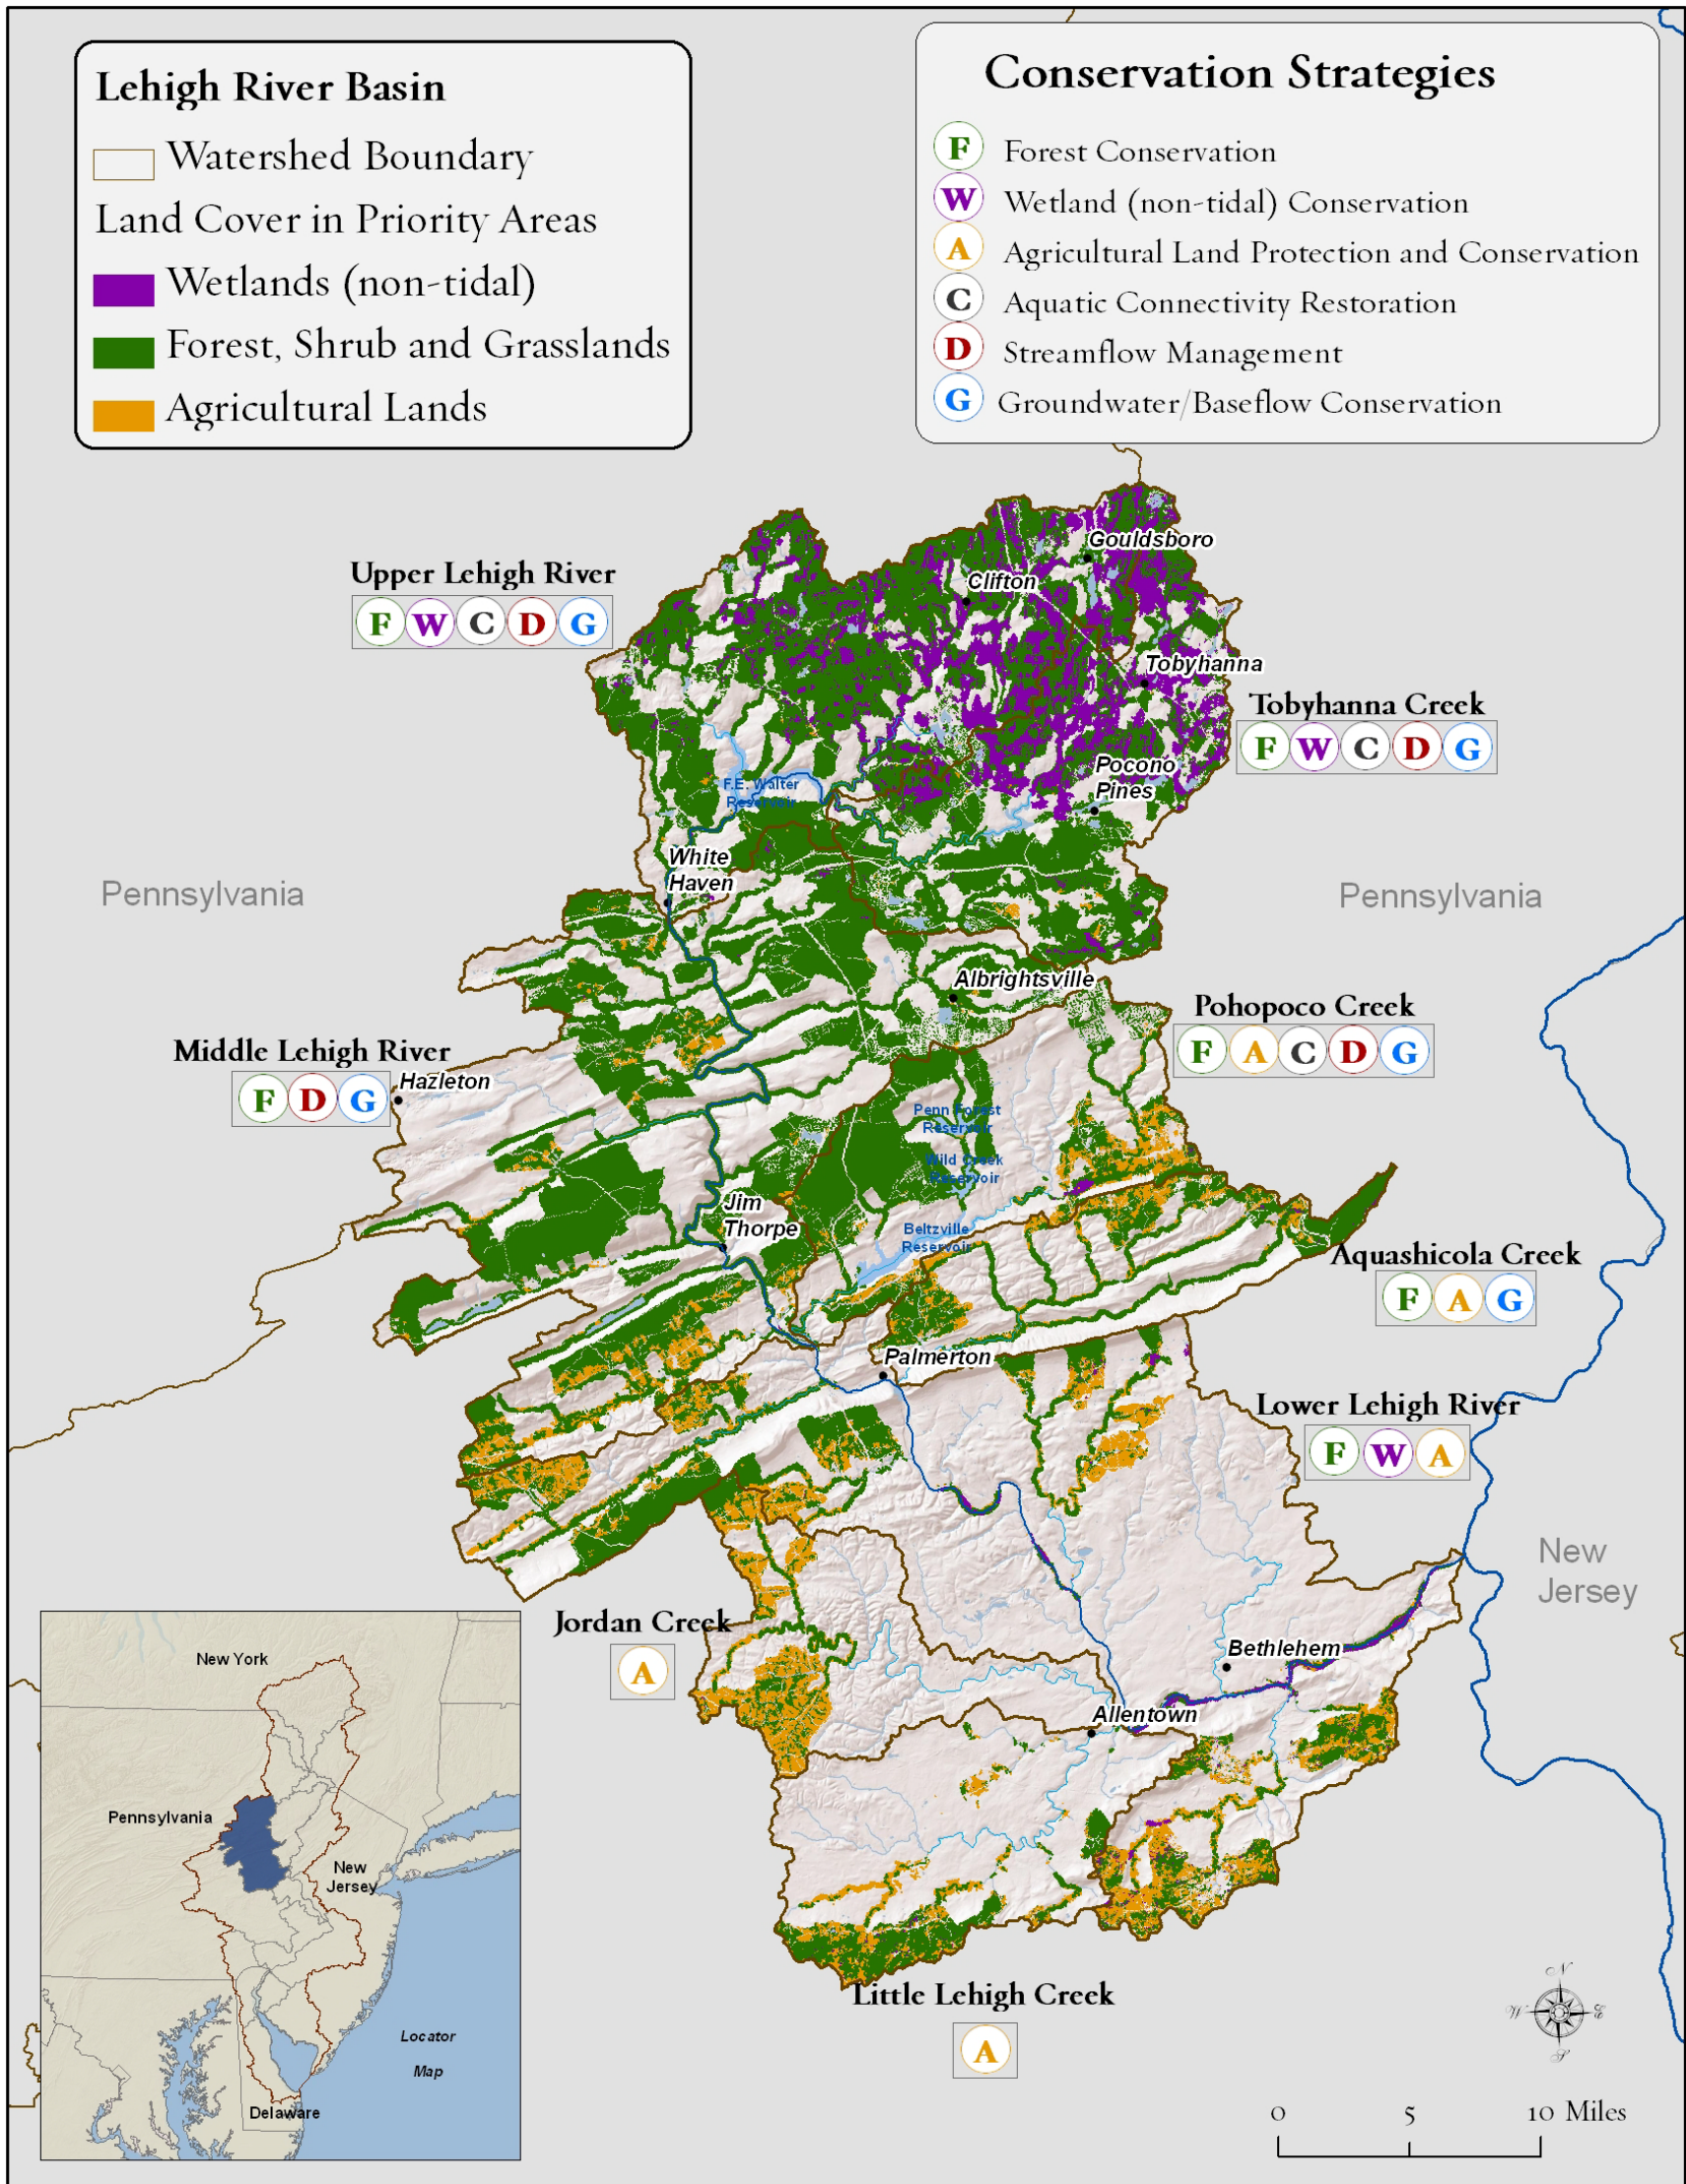 Lehigh River Basin
Watershed Boundary
Land Cover in Priority Areas
Wetlands (non-tidal)
Forest, Shrub and Grasslands
Agricultural Lands
Conservation Strategies
F Forest Conservation
W Wetland (non-tidal) Conservation
A Agricultural Land Protection and Conservation
C Aquatic Connectivity Restoration
D Streamflow Management
G Groundwater/Baseflow Conservation
Gouldsboro
Clifton
Upper Lehigh River
F W C D G
Tobyhanna
Tobyhanna Creek
F W C D G
Pocono
Pines
F.E. Walter
Reservoir
White
Haven
Pennsylvania
Pennsylvania
Albrightsville
Pohopoco Creek
F A C D G
Middle Lehigh River
F D G
Hazleton
Penn Forest
Reservoir
Wild Creek
Reservoir
Jim
Thorpe
Beltzville
Reservoir
Aquashicola Creek
F A G
Palmerton
Lower Lehigh River
F W A
New
Jersey
Jordan Creek
A
Bethlehem
Allentown
Little Lehigh Creek
A
New York
Pennsylvania
New
Jersey
Locator
Map
Delaware
N
W E
S
0 5 10 Miles